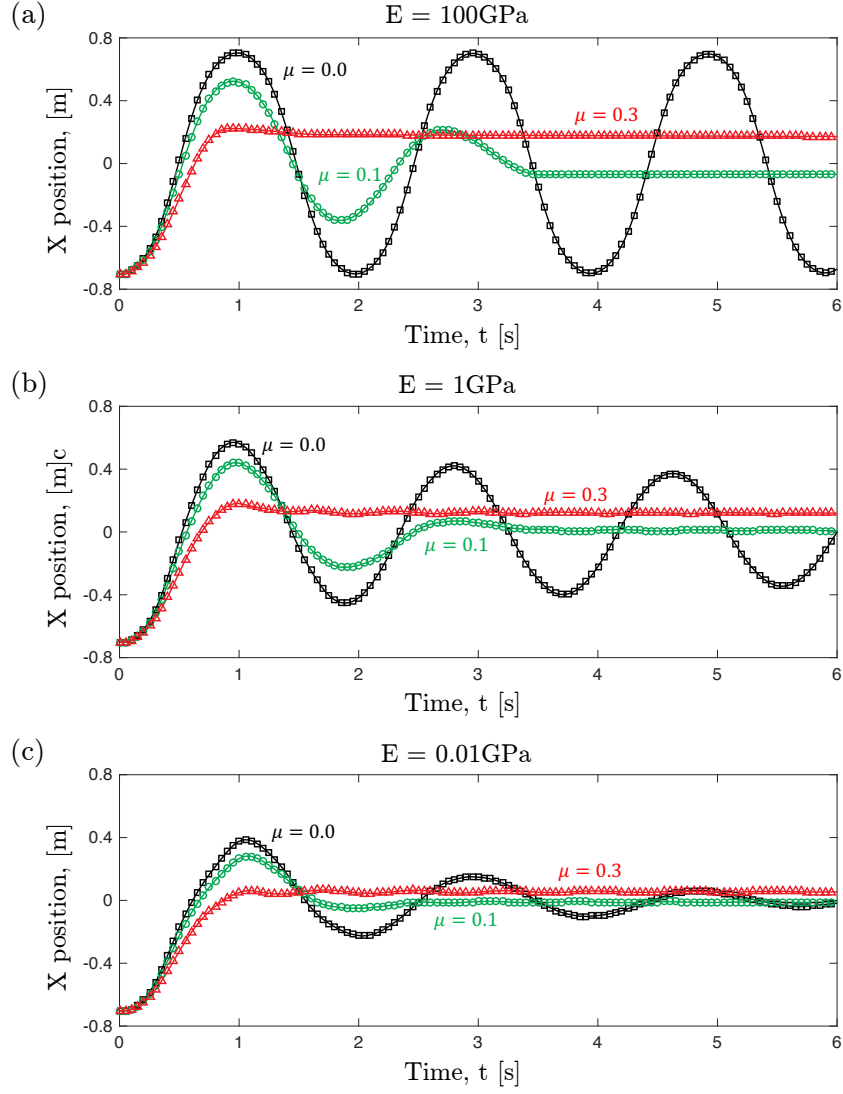 (a)
E = 100GPa
0.8
0.4
0
-0.4
-0.8
X position, [m]
μ = 0.0
μ = 0.3
μ = 0.1
0 1 2 3 4 5 6
Time, t [s]
(b)
E = 1GPa
0.8
0.4
0
-0.4
-0.8
X position, [m]c
μ = 0.0
μ = 0.3
μ = 0.1
0 1 2 3 4 5 6
Time, t [s]
(c)
E = 0.01GPa
0.8
0.4
0
-0.4
-0.8
X position, [m]
μ = 0.0
μ = 0.3
μ = 0.1
0 1 2 3 4 5 6
Time, t [s]